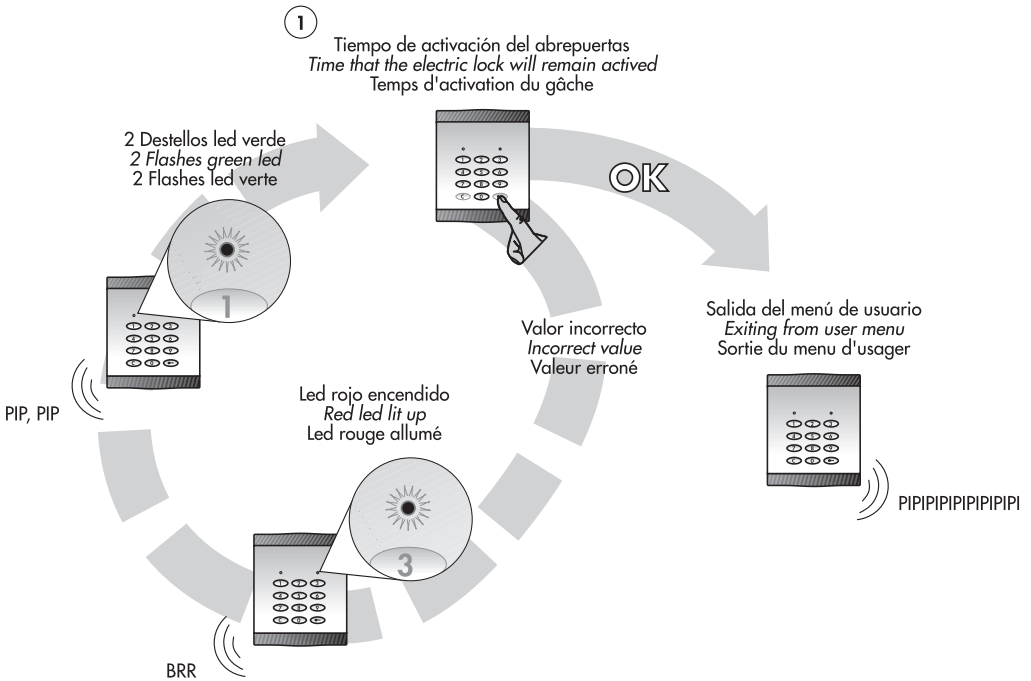 1
Tiempo de activación del abrepuertas
Time that the electric lock will remain actived
Temps d'activation du gâche
2 Destellos led verde
2 Flashes green led
2 Flashes led verte
OK
1
Salida del menú de usuario
Exiting from user menu
Sortie du menu d'usager
Valor incorrecto
Incorrect value
Valeur erroné
Led rojo encendido
Red led lit up
Led rouge allumé
PIP, PIP
3
PIPIPIPIPIPIPIPI
BRR